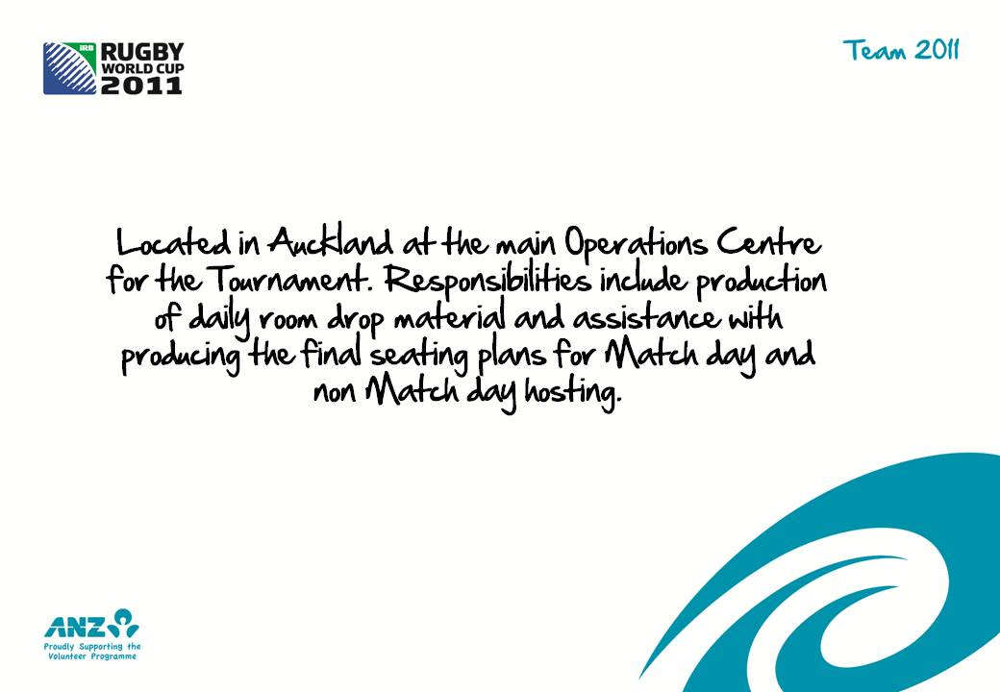 iRB
RUGBY
WORLD CUP
2011
Team 2011
Located in Auckland at the main Operations Centre
for the Tournament. Responsibilities include production
of daily room drop material and assistance with
producing the final seating plans for Match day and
non Match day hosting.
ANZ
Proudly Supporting the
Volunteer Programme